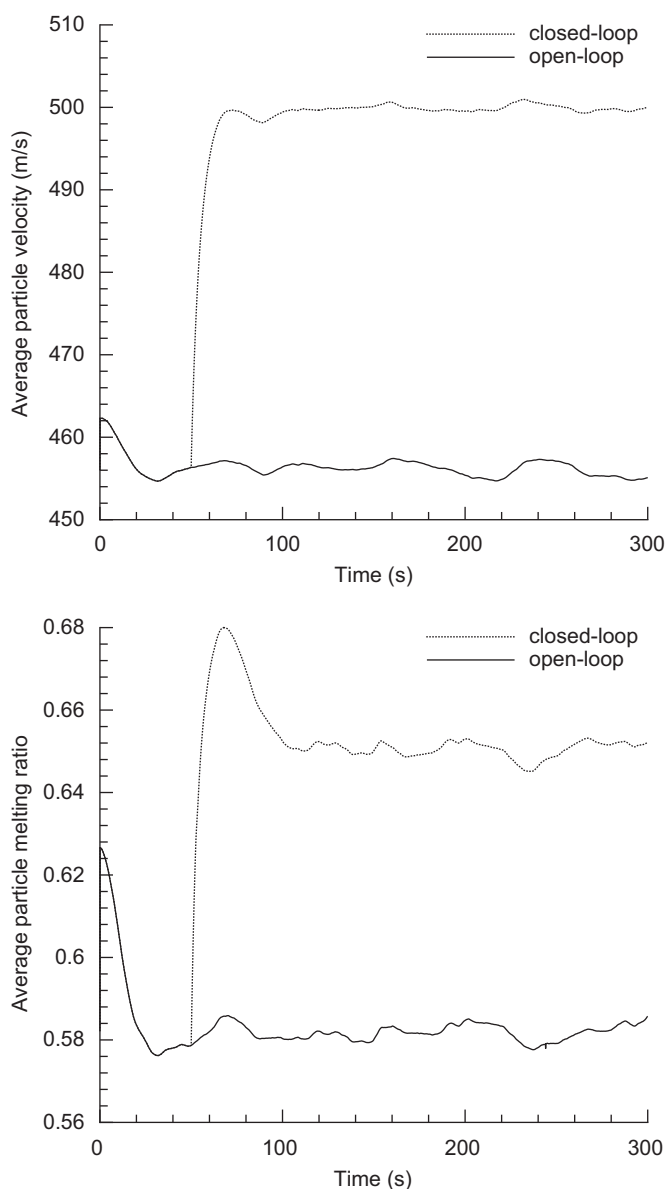 510
closed-loop
open-loop
500
490
480
470
460
450
0
100
200
300
Average particle velocity (m/s)
Time (s)
0.68
closed-loop
open-loop
0.66
0.64
0.62
0.6
0.58
0.56
0
100
200
300
Average particle melting ratio
Time (s)